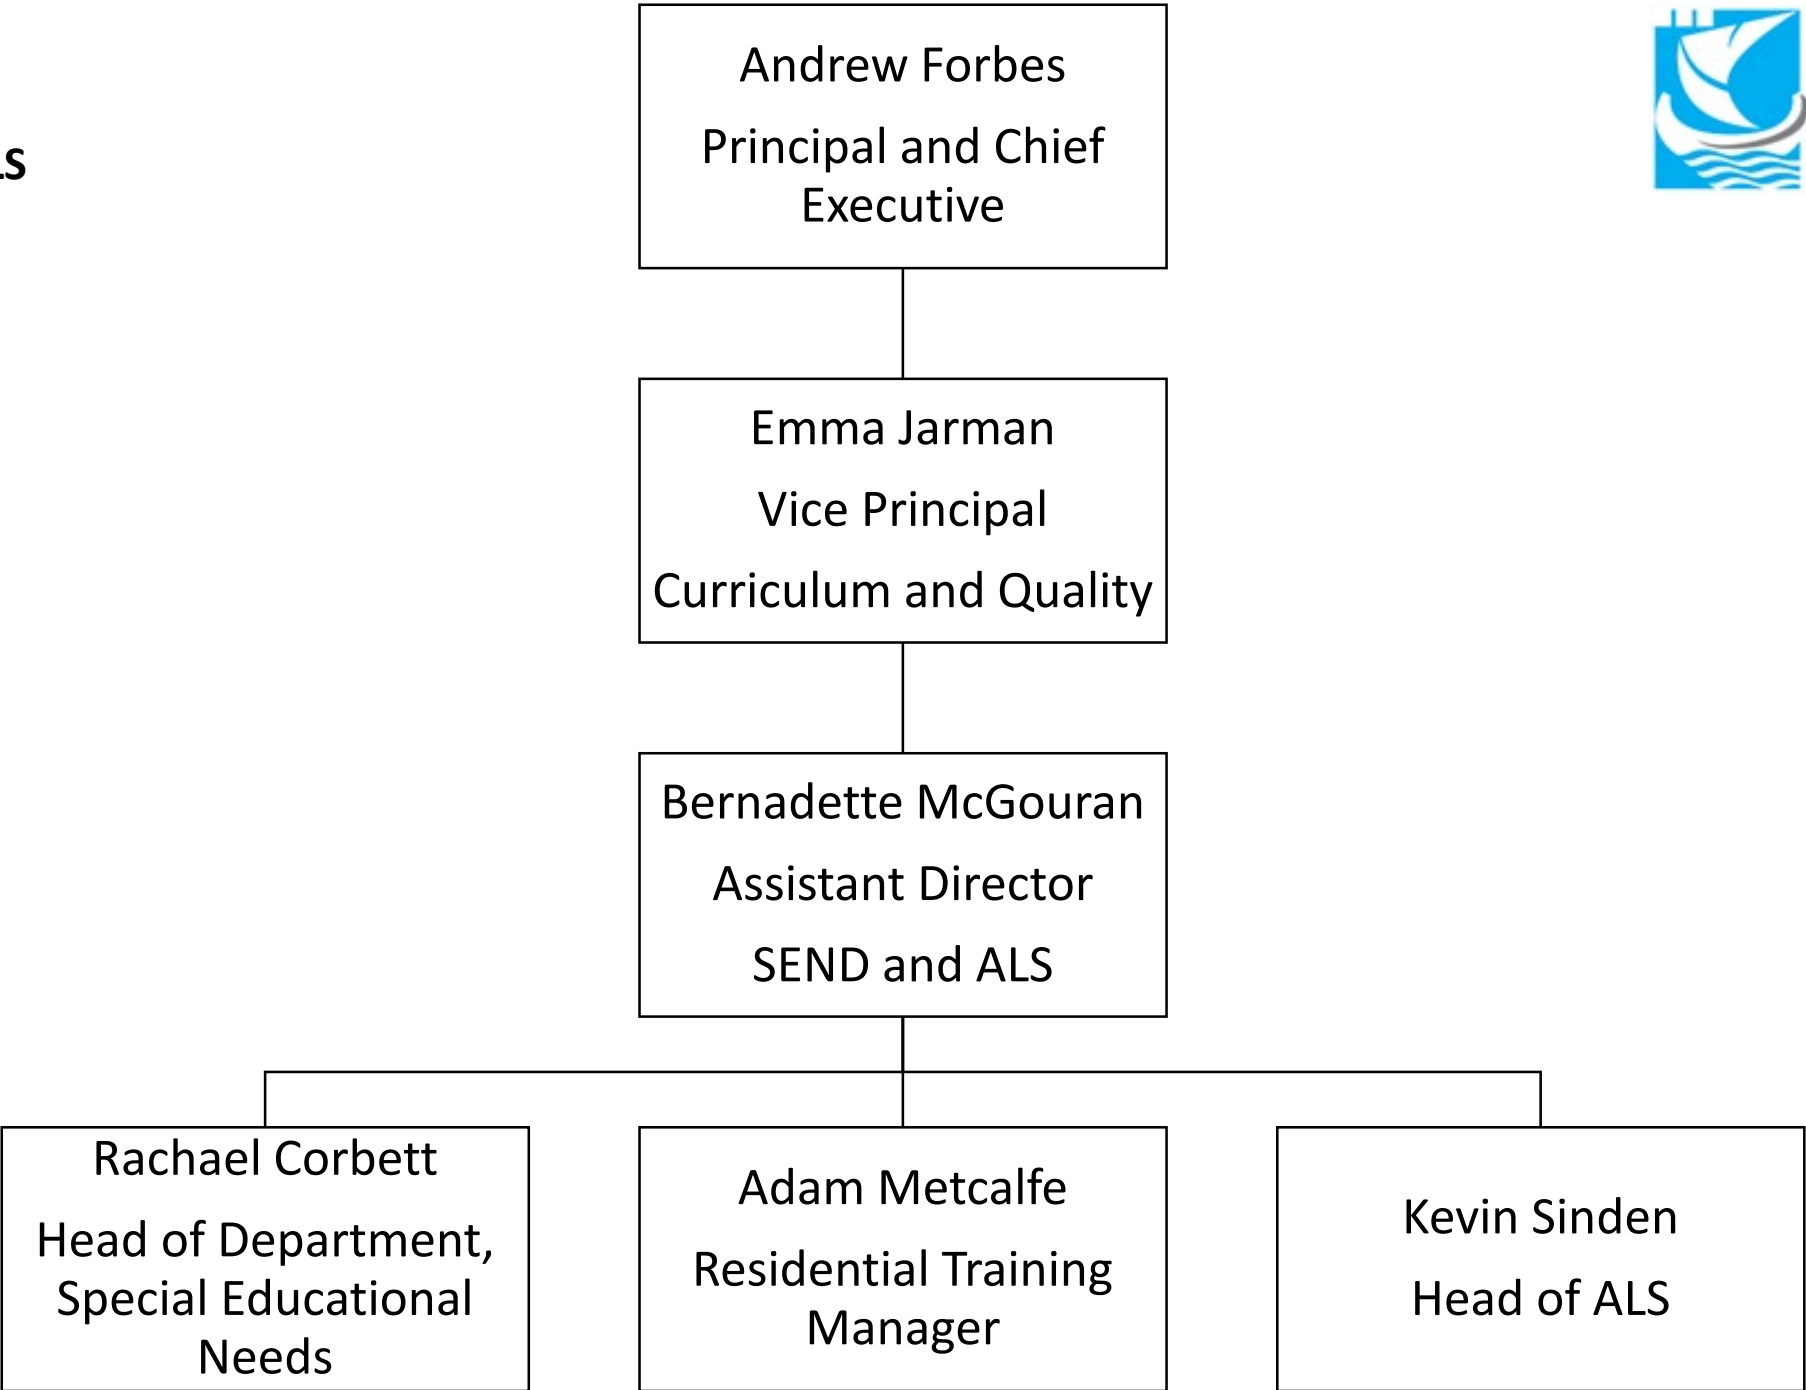 Andrew Forbes
Principal and Chief
Executive
Emma Jarman
Vice Principal
Curriculum and Quality
Bernadette McGouran
Assistant Director
SEND and ALS
Rachael Corbett
Head of Department,
Special Educational
Needs
Adam Metcalfe
Residential Training
Manager
Kevin Sinden
Head of ALS